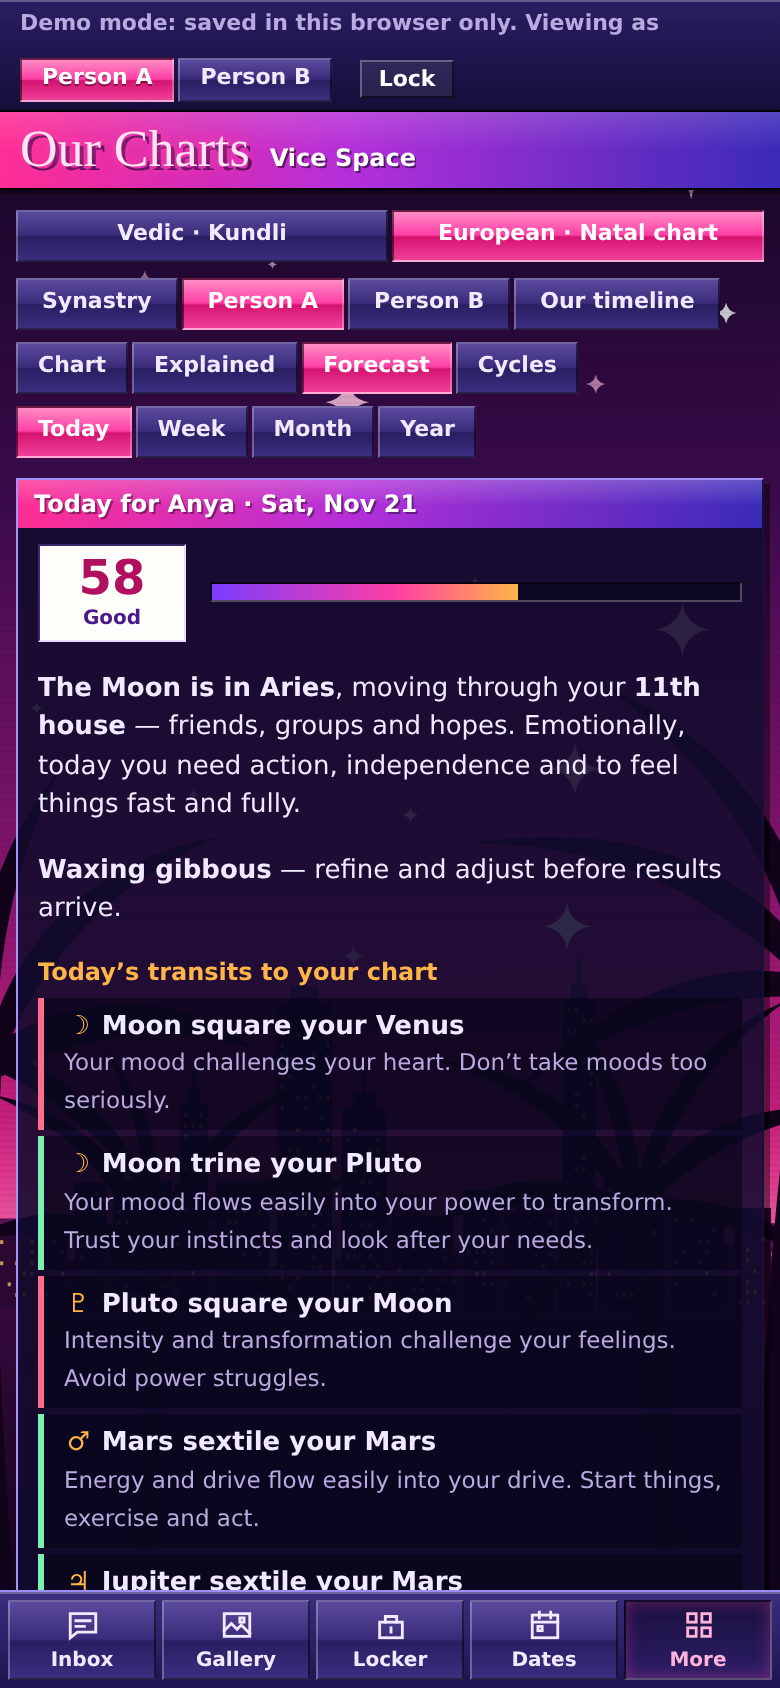 Demo mode: saved in this browser only. Viewing as
Person A
Person B
Lock
Our Charts
Vice Space
Vedic · Kundli
European · Natal chart
Synastry
Person A
Person B
Our timeline
Chart
Explained
Forecast
Cycles
Today
Week
Month
Year
Today for Anya · Sat, Nov 21
58
Good
The Moon is in Aries, moving through your 11th
house — friends, groups and hopes. Emotionally,
today you need action, independence and to feel
things fast and fully.
Waxing gibbous — refine and adjust before results
arrive.
Today’s transits to your chart
☽ Moon square your Venus
Your mood challenges your heart. Don’t take moods too
seriously.
☽ Moon trine your Pluto
Your mood flows easily into your power to transform.
Trust your instincts and look after your needs.
♇ Pluto square your Moon
Intensity and transformation challenge your feelings.
Avoid power struggles.
♂ Mars sextile your Mars
Energy and drive flow easily into your drive. Start things,
exercise and act.
♃ Jupiter sextile your Mars
Inbox
Gallery
Locker
Dates
More